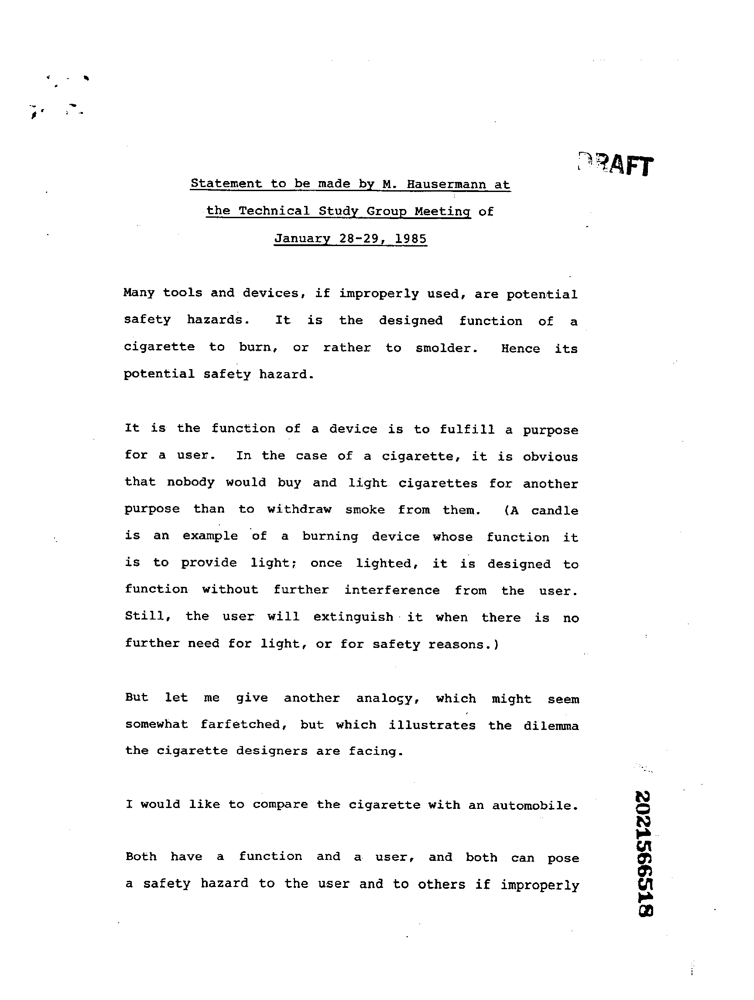 DRAFT
Statement to be made by M. Hausermann at
the Technical Study Group Meeting of
January 28-29, 1985
Many tools and devices, if improperly used, are potential
safety hazards. It is the designed function of a
cigarette to burn, or rather to smolder. Hence its
potential safety hazard.
It is the function of a device is to fulfill a purpose
for a user. In the case of a cigarette, it is obvious
that nobody would buy and light cigarettes for another
purpose than to withdraw smoke from them. (A candle
is an example of a burning device whose function it
is to provide light; once lighted, it is designed to
function without further interference from the user.
Still, the user will extinguish it when there is no
further need for light, or for safety reasons.)
But let me give another analogy, which might seem
somewhat farfetched, but which illustrates the dilemma
the cigarette designers are facing.
I would like to compare the cigarette with an automobile.
Both have a function and a user, and both can pose
a safety hazard to the user and to others if improperly
2021566518